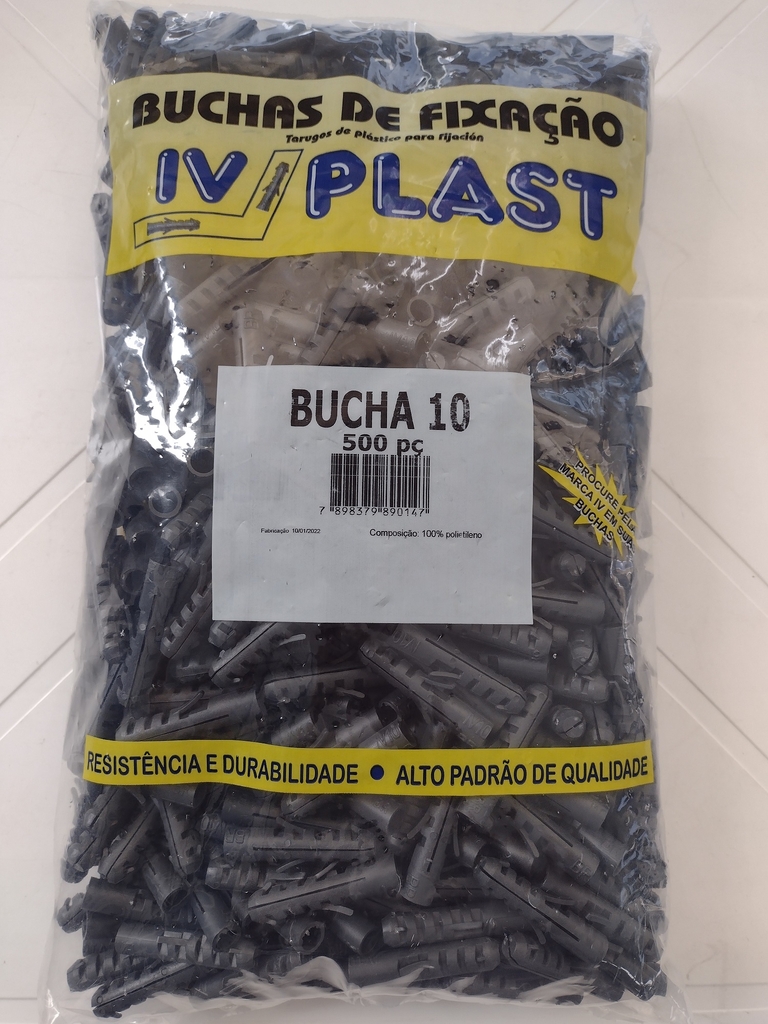 BUCHAS DE FIXAÇÃO
Tarugos de plástico para fijación
IV PLAST
BUCHA 10
500 pç
7 898379 890147
Fabricação 10/01/2022
Composição: 100% polietileno
PROCURE PELA
MARCA IV EM SUAS
BUCHAS
RESISTÊNCIA E DURABILIDADE • ALTO PADRÃO DE QUALIDADE